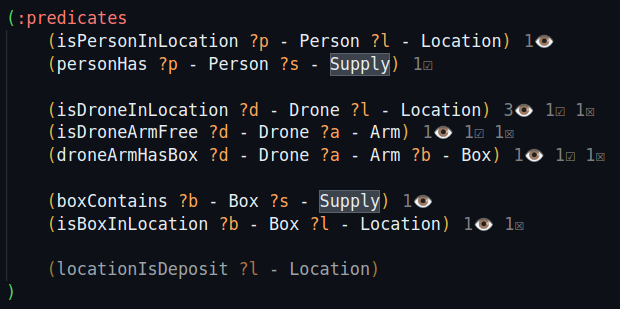 (:predicates
(isPersonInLocation ?p - Person ?l - Location) 1👁
(personHas ?p - Person ?s - Supply) 1☑
(isDroneInLocation ?d - Drone ?l - Location) 3👁 1☑ 1☒
(isDroneArmFree ?d - Drone ?a - Arm) 1👁 1☑ 1☒
(droneArmHasBox ?d - Drone ?a - Arm ?b - Box) 1👁 1☑ 1☒
(boxContains ?b - Box ?s - Supply) 1👁
(isBoxInLocation ?b - Box ?l - Location) 1👁 1☒
(locationIsDeposit ?l - Location)
)